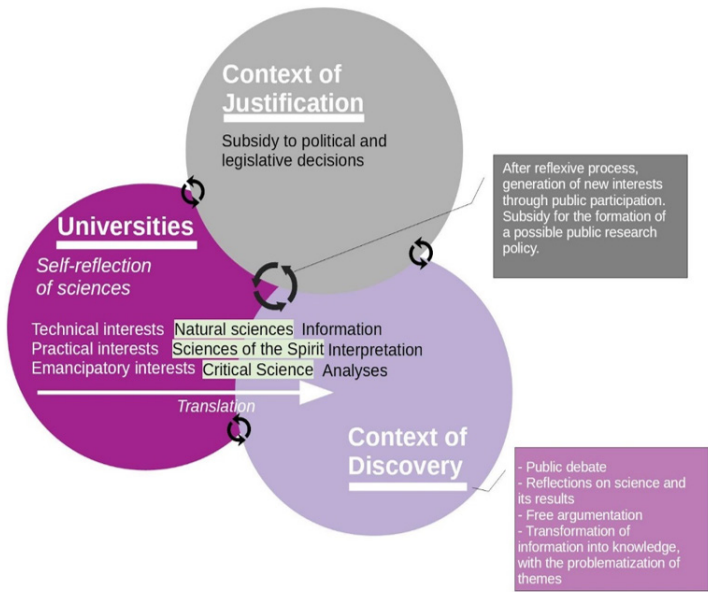 Context of
Justification
Subsidy to political and
legislative decisions
After reflexive process,
generation of new interests
through public participation.
Subsidy for the formation of
a possible public research
policy.
Universities
Self-reflection
of sciences
Technical interests Natural sciences Information
Practical interests Sciences of the Spirit Interpretation
Emancipatory interests Critical Science Analyses
Translation
Context of
Discovery
- Public debate
- Reflections on science and
its results
- Free argumentation
- Transformation of
information into knowledge,
with the problematization of
themes